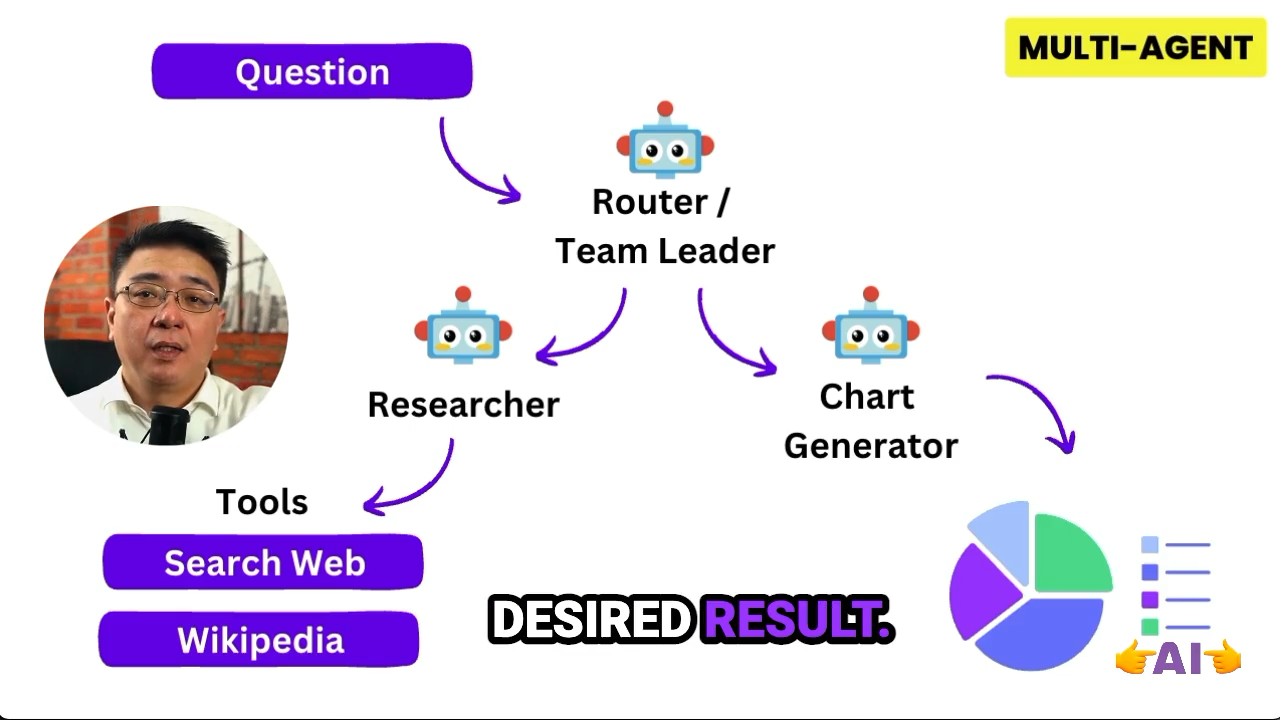 MULTI-AGENT
Question
Router /
Team Leader
Researcher
Chart
Generator
Tools
Search Web
Wikipedia
DESIRED RESULT.
AI